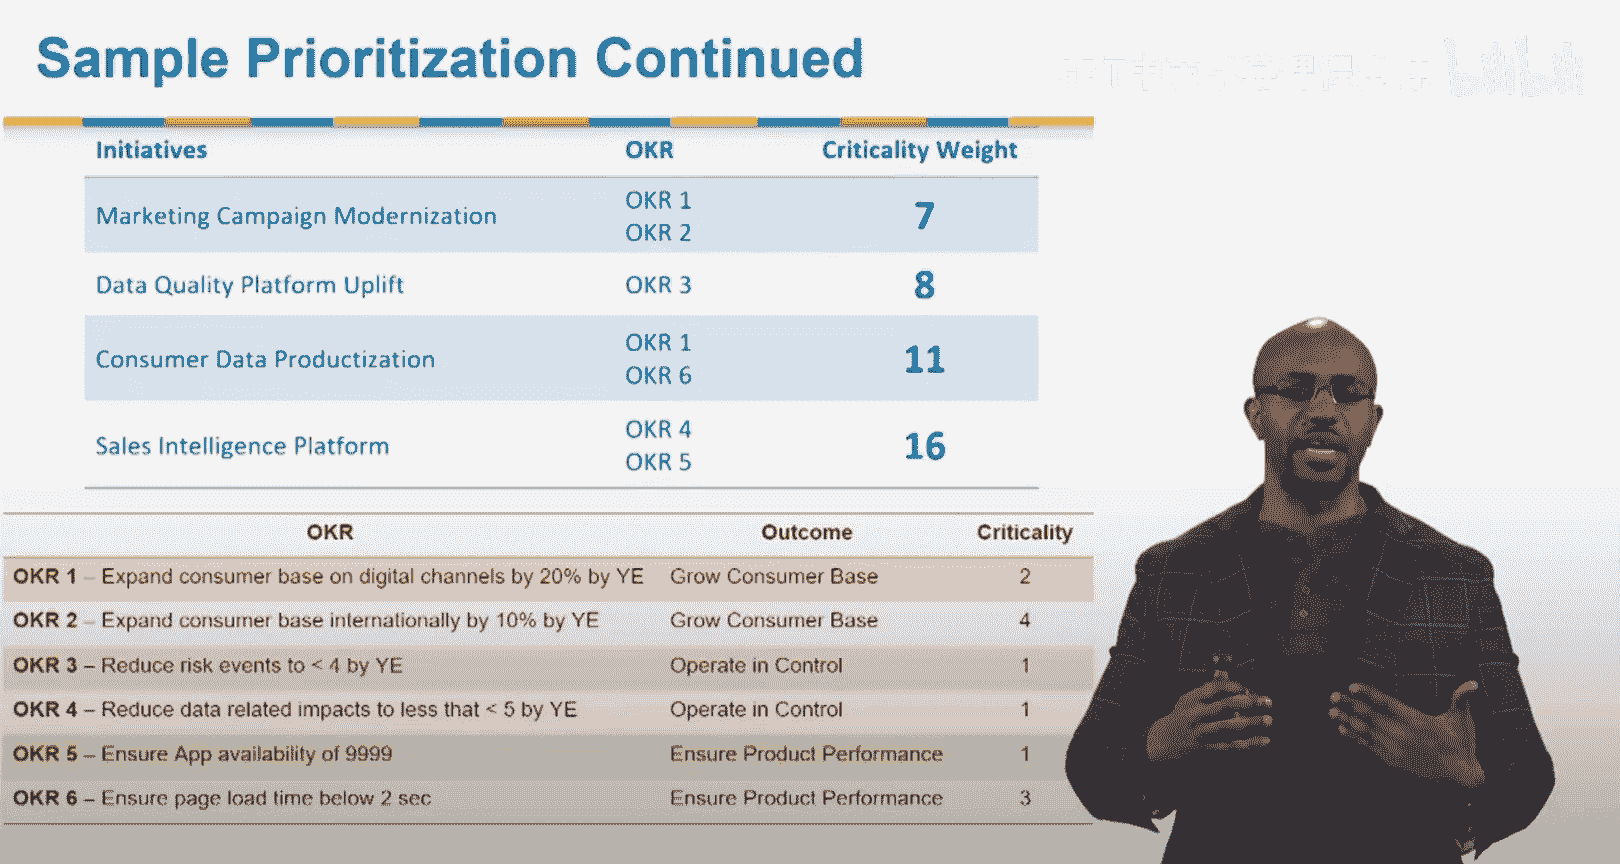 Sample Prioritization Continued
Initiatives OKR Criticality Weight
Marketing Campaign Modernization OKR 1 OKR 2 7
Data Quality Platform Uplift OKR 3 8
Consumer Data Productization OKR 1 OKR 6 11
Sales Intelligence Platform OKR 4 OKR 5 16
OKR Outcome Criticality
OKR 1 – Expand consumer base on digital channels by 20% by YE Grow Consumer Base 2
OKR 2 – Expand consumer base internationally by 10% by YE Grow Consumer Base 4
OKR 3 – Reduce risk events to < 4 by YE Operate in Control 1
OKR 4 – Reduce data related impacts to less that < 5 by YE Operate in Control 1
OKR 5 – Ensure App availability of 9999 Ensure Product Performance 1
OKR 6 – Ensure page load time below 2 sec Ensure Product Performance 3